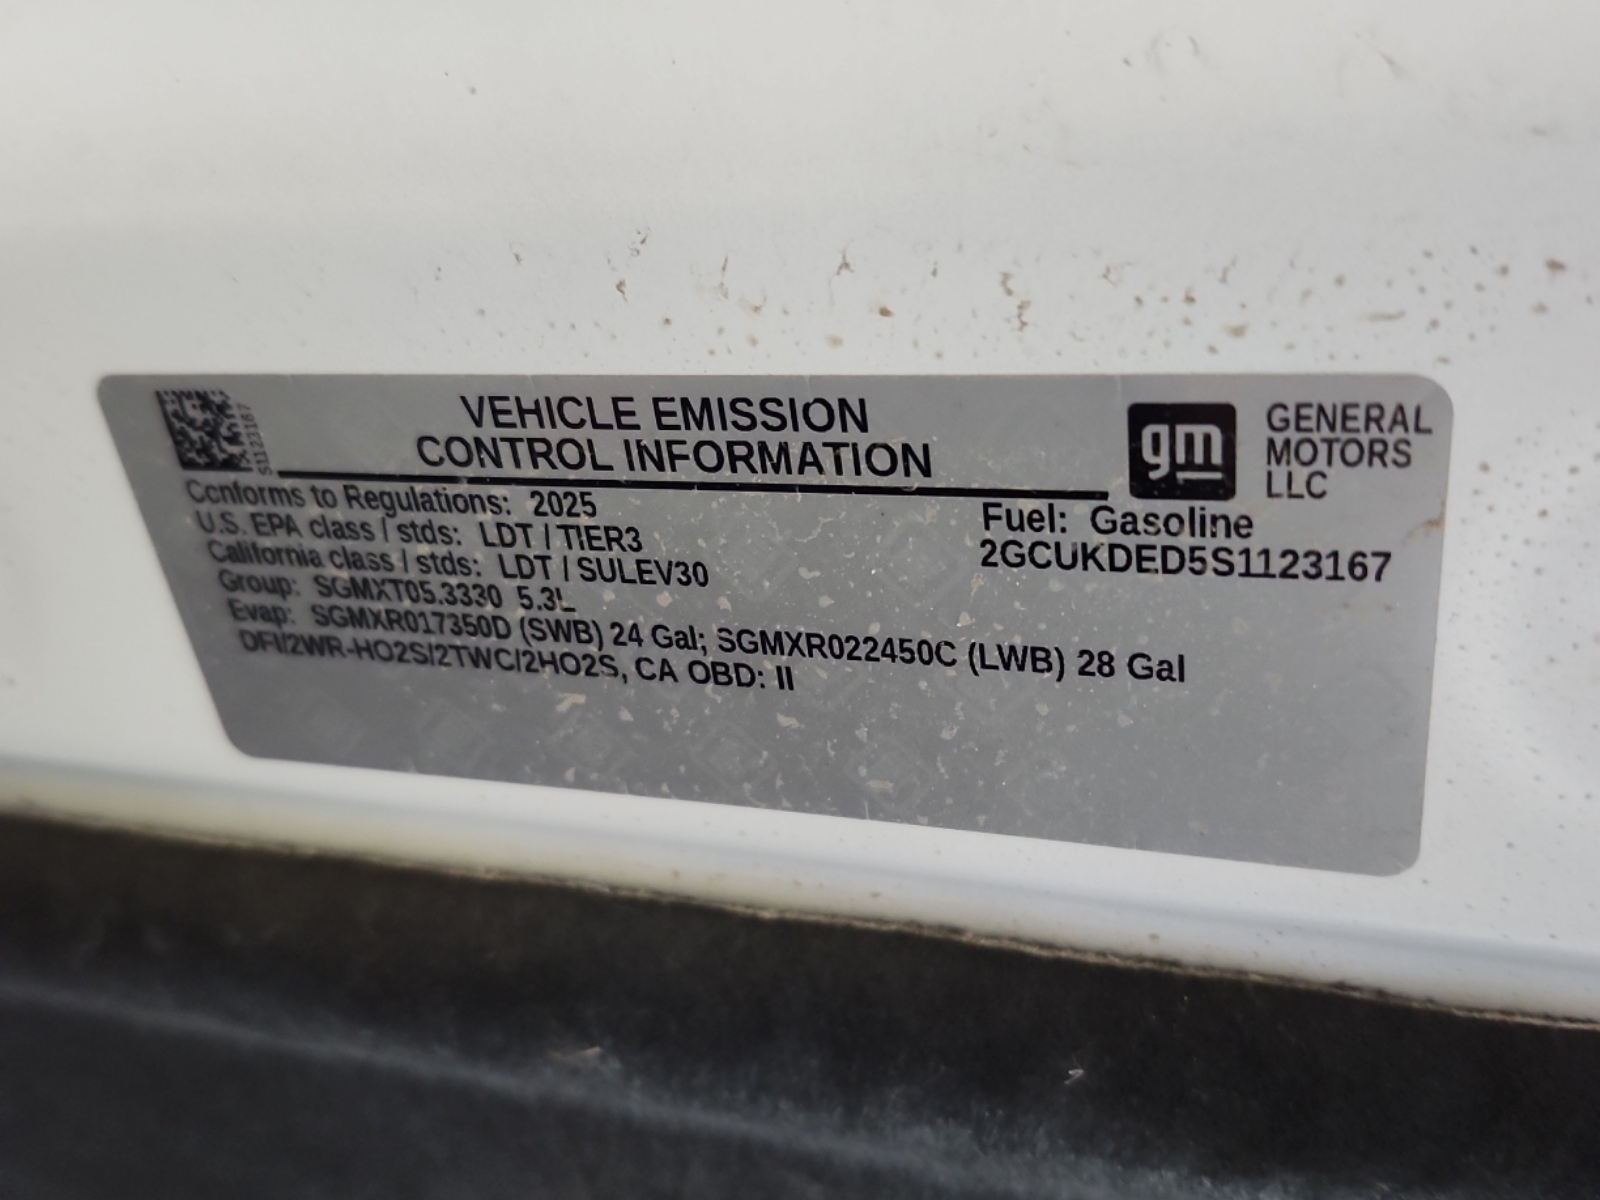 S1123167
VEHICLE EMISSION
CONTROL INFORMATION
gm
GENERAL
MOTORS
LLC
Conforms to Regulations: 2025
U.S. EPA class / stds: LDT / TIER3
California class / stds: LDT / SULEV30
Group: SGMXT05.3330 5.3L
Evap: SGMXR017350D (SWB) 24 Gal; SGMXR022450C (LWB) 28 Gal
DFI/2WR-HO2S/2TWC/2HO2S, CA OBD: II
Fuel: Gasoline
2GCUKDED5S1123167